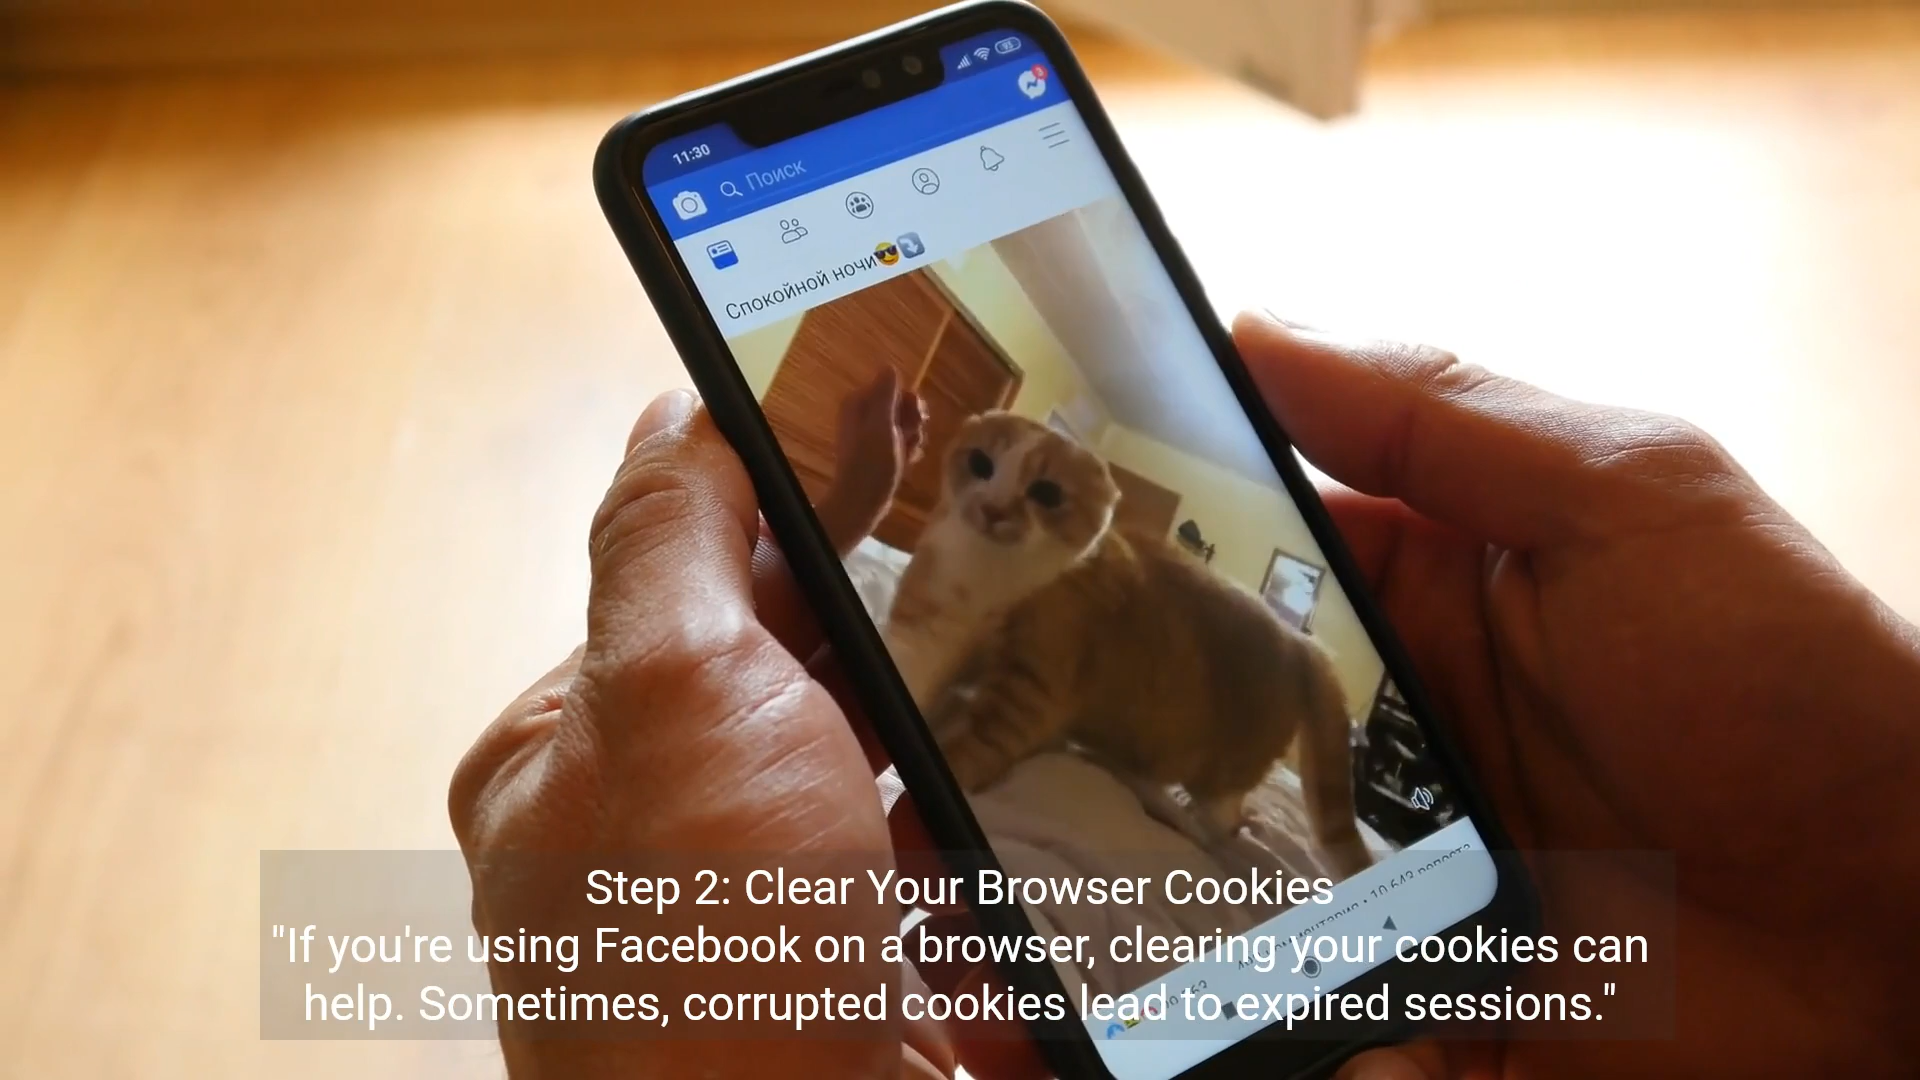 11:30
Поиск
Спокойной ночи
Step 2: Clear Your Browser Cookies
"If you're using Facebook on a browser, clearing your cookies can
help. Sometimes, corrupted cookies lead to expired sessions."